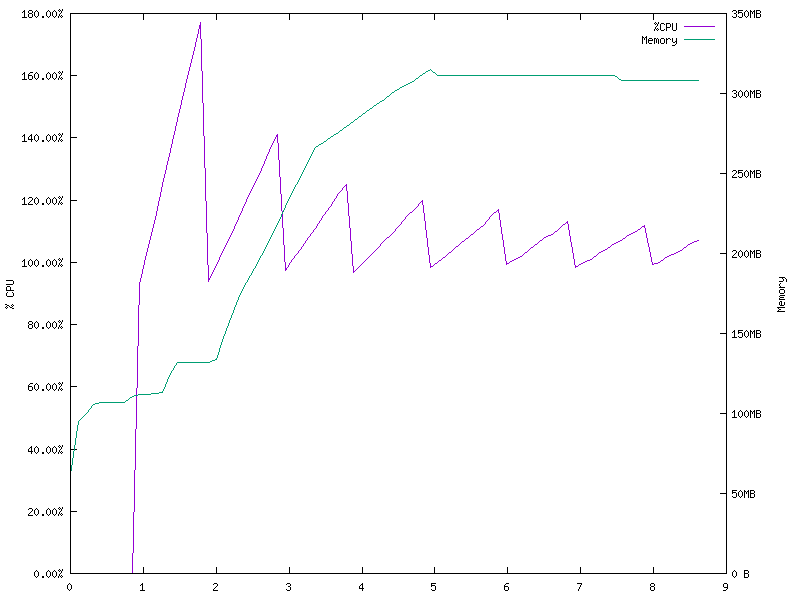 180.00%
160.00%
140.00%
120.00%
100.00%
80.00%
60.00%
40.00%
20.00%
0.00%
% CPU
%CPU
Memory
350MB
300MB
250MB
200MB
150MB
100MB
50MB
0 B
Memory
0 1 2 3 4 5 6 7 8 9